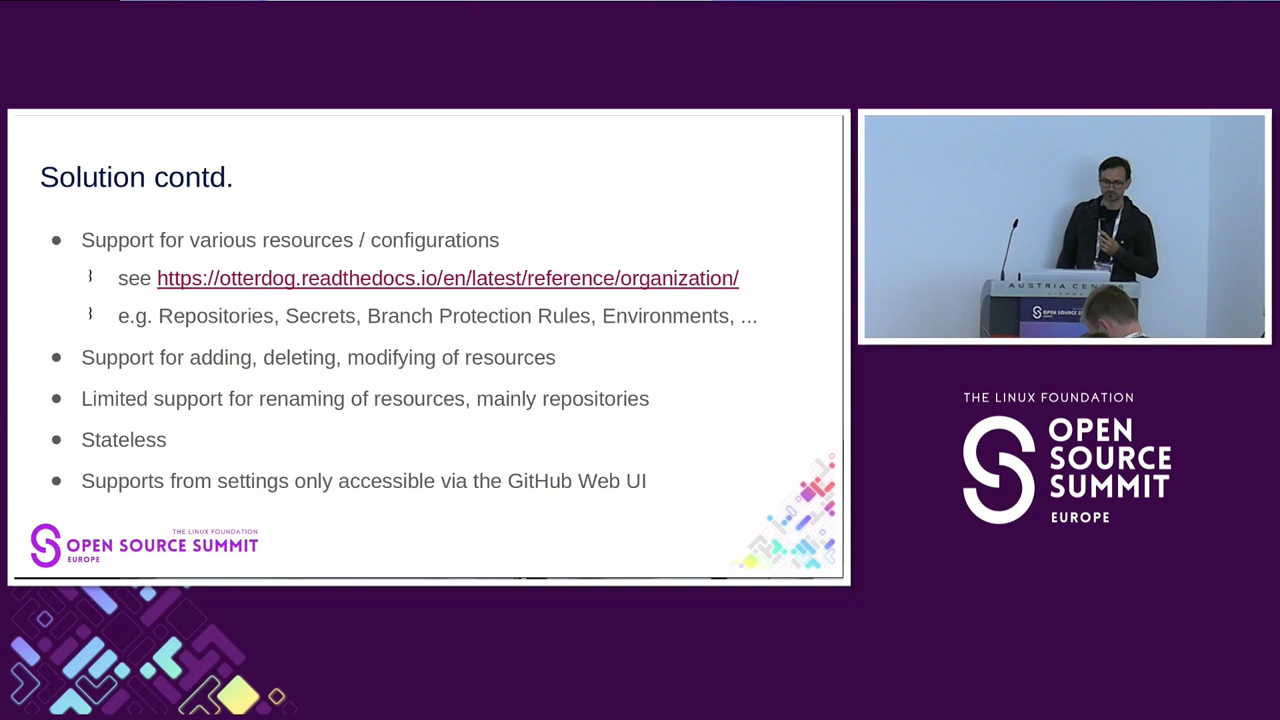 Solution contd.
Support for various resources / configurations
see https://otterdog.readthedocs.io/en/latest/reference/organization/
e.g. Repositories, Secrets, Branch Protection Rules, Environments, ...
Support for adding, deleting, modifying of resources
Limited support for renaming of resources, mainly repositories
Stateless
Supports from settings only accessible via the GitHub Web UI
THE LINUX FOUNDATION
OPEN SOURCE SUMMIT
EUROPE
AUSTRIA CENTER
OPEN SOURCE
THE LINUX FOUNDATION
OPEN
SOURCE
SUMMIT
EUROPE